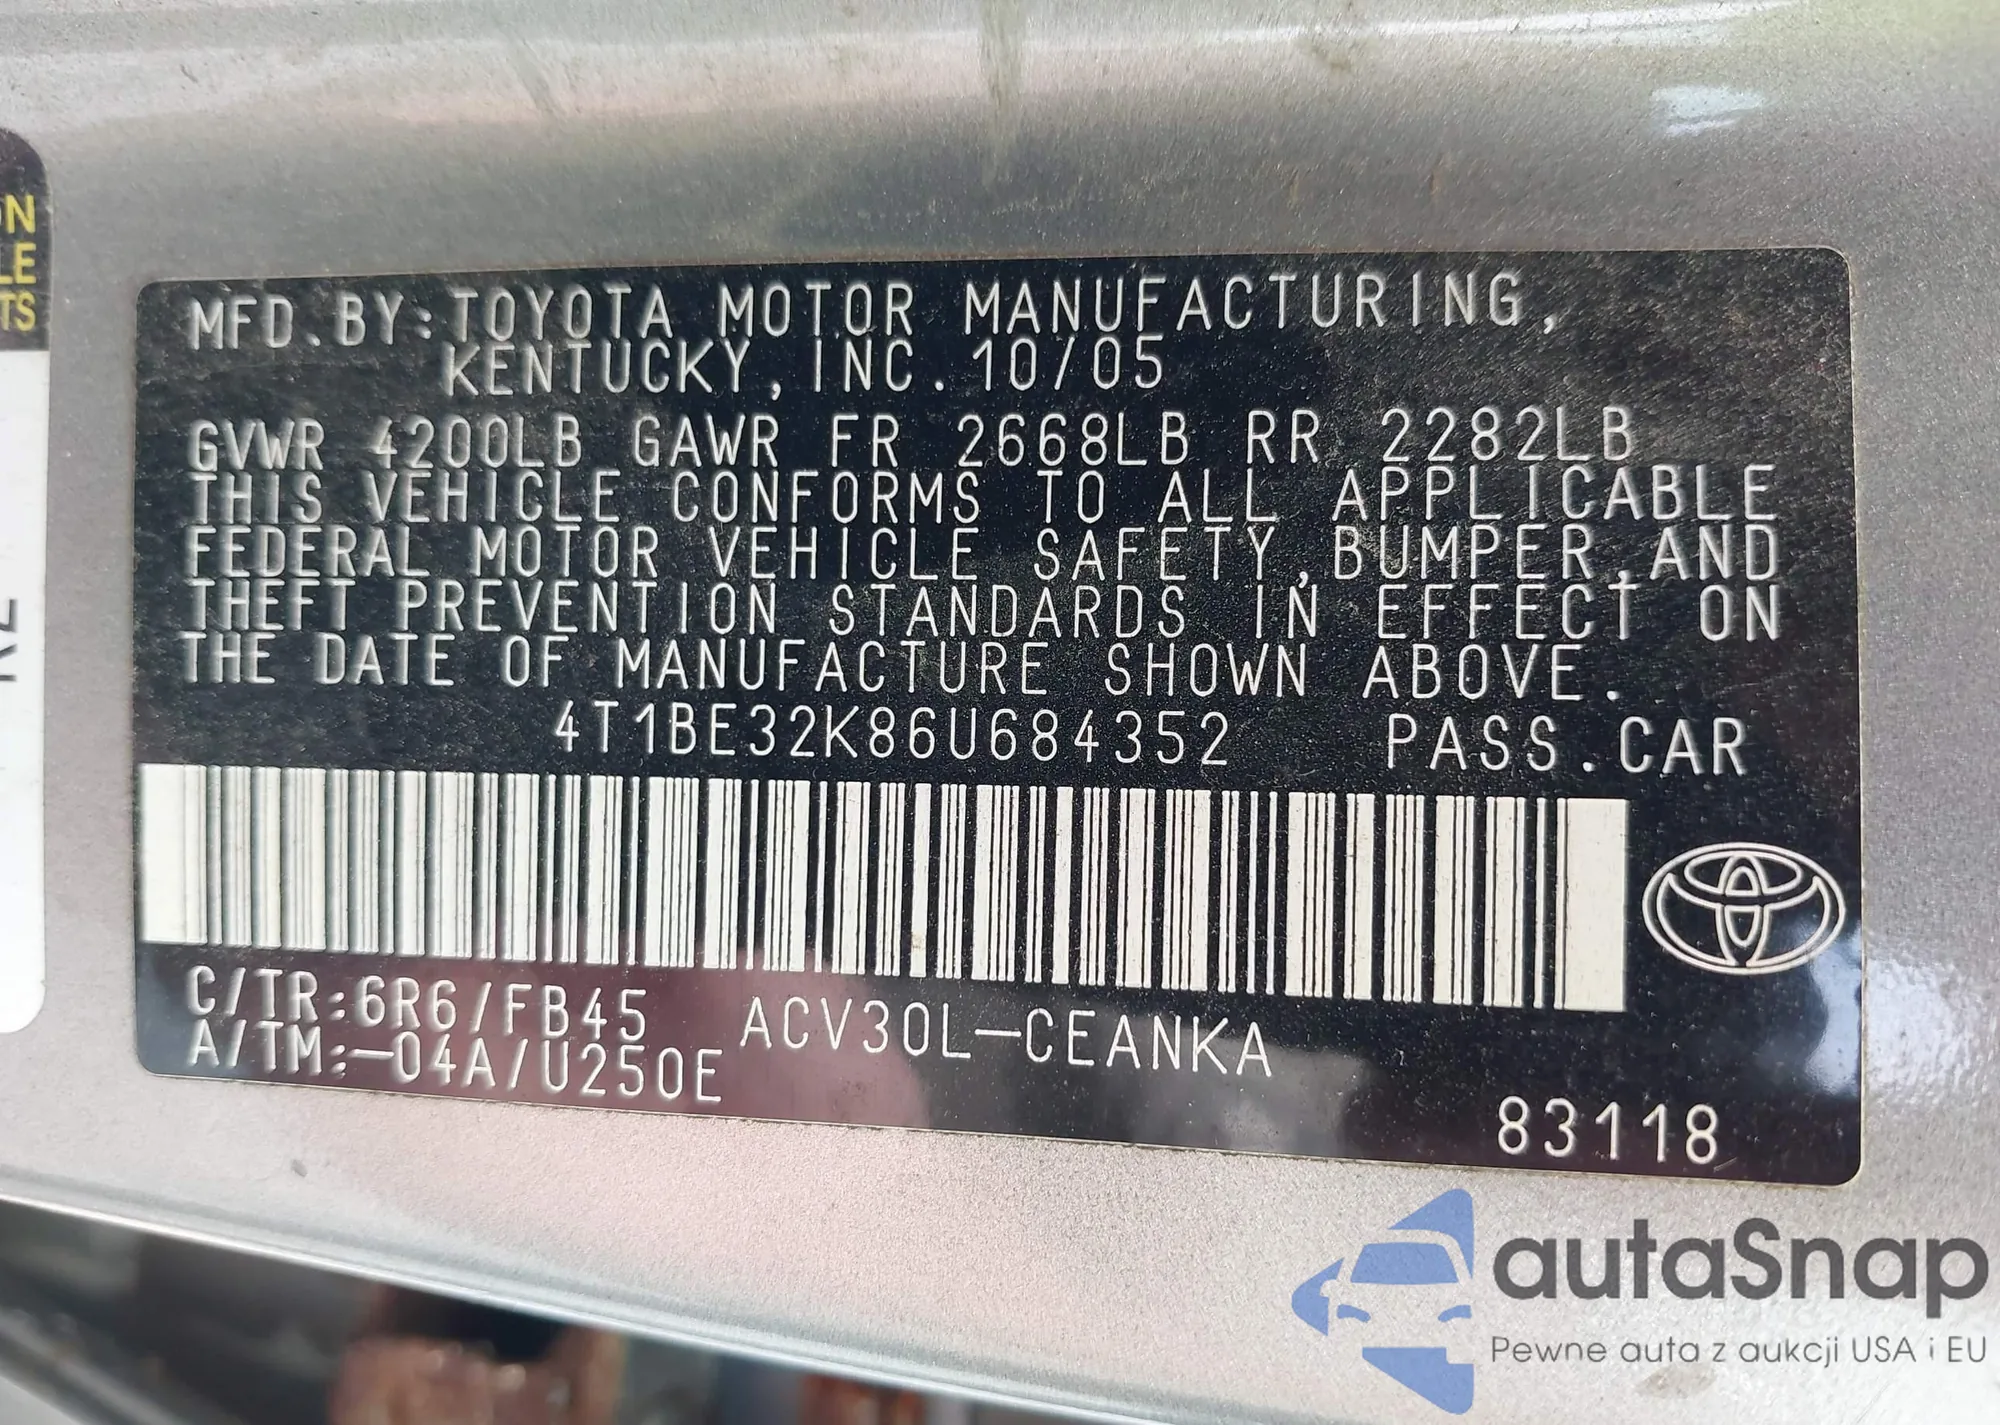 ON
LE
TS
MFD.BY:TOYOTA MOTOR MANUFACTURING,
KENTUCKY,INC.10/05
GVWR 4200LB GAWR FR 2668LB RR 2282LB
THIS VEHICLE CONFORMS TO ALL APPLICABLE
FEDERAL MOTOR VEHICLE SAFETY,BUMPER,AND
THEFT PREVENTION STANDARDS IN EFFECT ON
THE DATE OF MANUFACTURE SHOWN ABOVE.
4T1BE32K86U684352 PASS.CAR
C/TR:6R6/FB45 ACV30L-CEANKA
A/TM:-04A/U250E
83118
autaSnap
Pewne auta z aukcji USA i EU